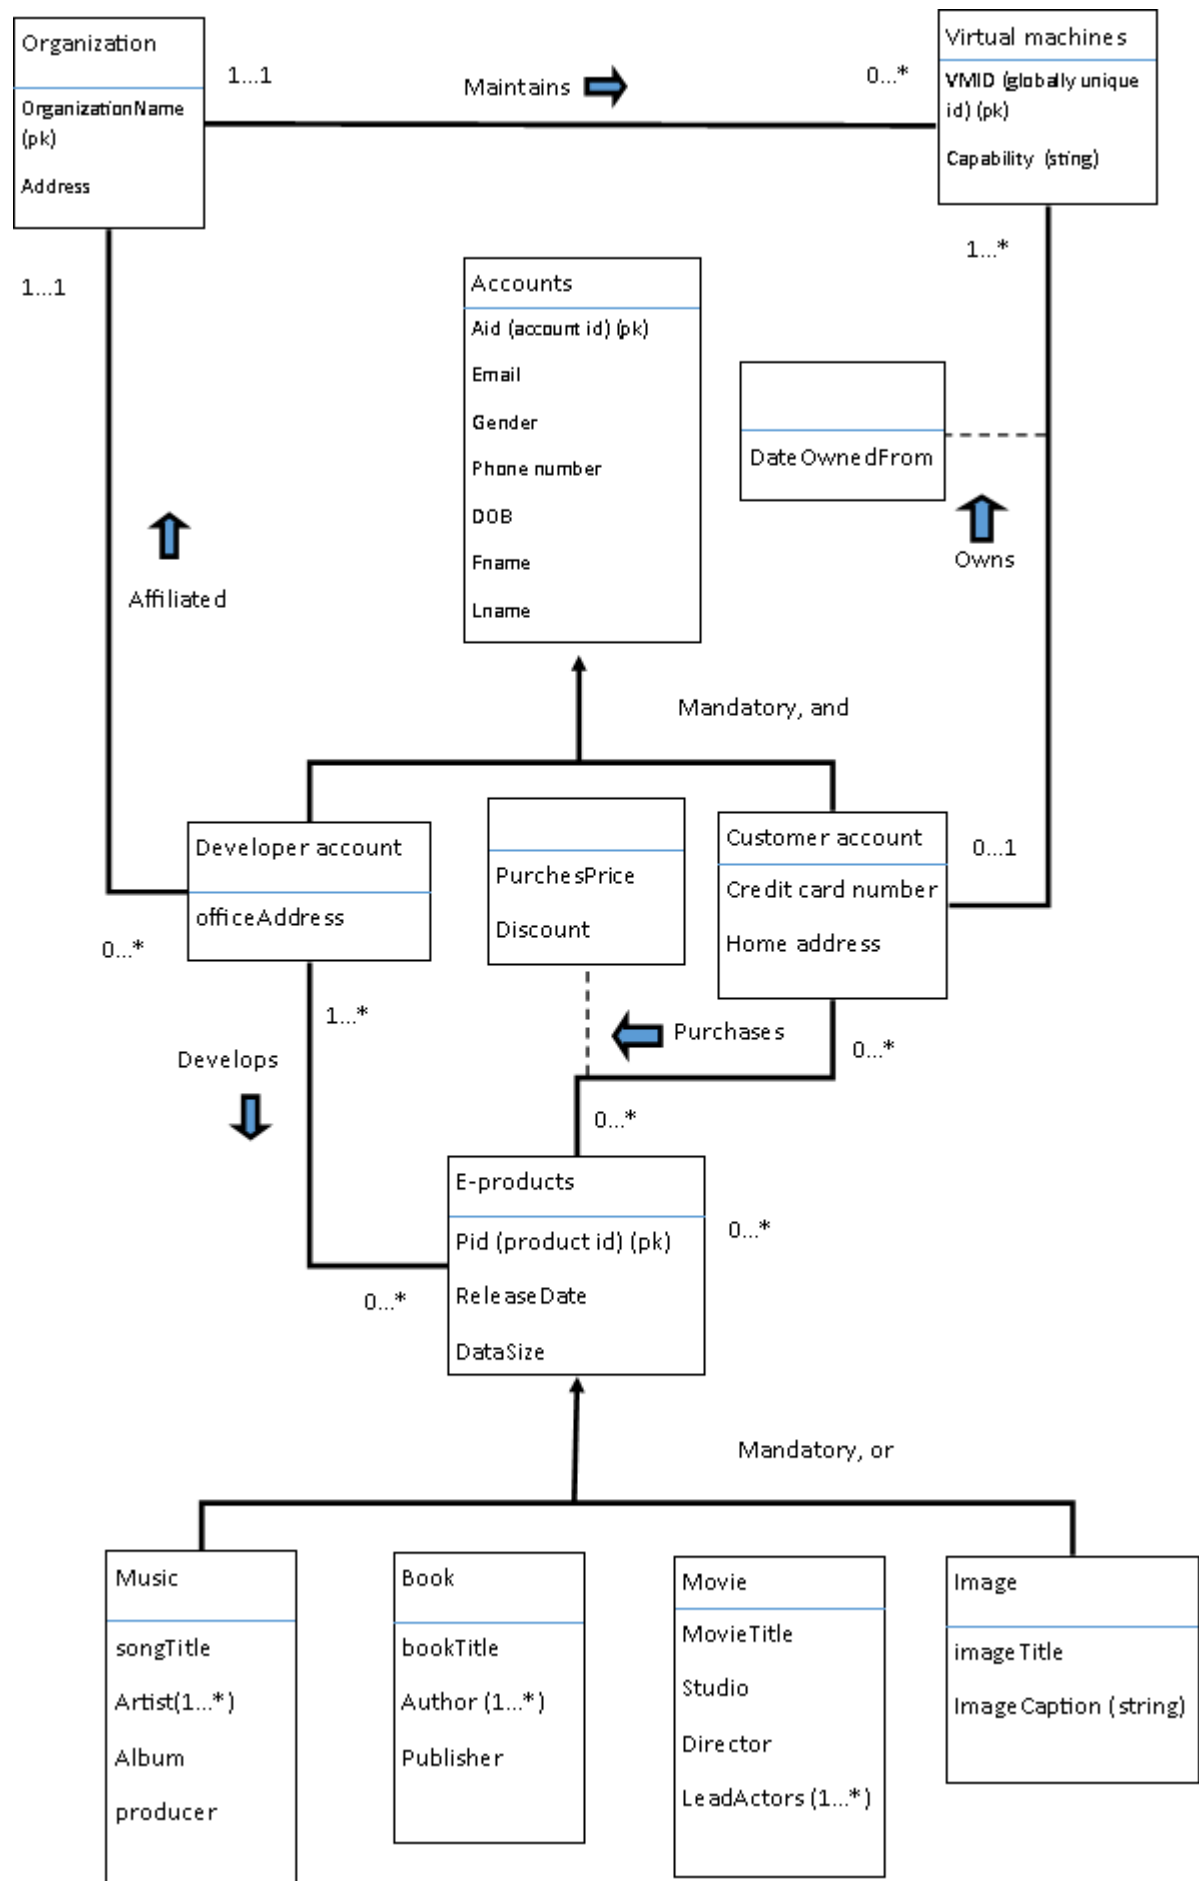 Organization
OrganizationName
(pk)
Address
1...1
Maintains
0...*
Virtual machines
VMID (globally unique
id) (pk)
Capability (sting)
1...1
1...*
Accounts
Aid (account id) (pk)
Email
Gender
Phone number
DOB
Fname
Lname
DateOwnedFrom
Owns
Affiliated
Mandatory, and
Developer account
officeAddress
0...*
PurchesPrice
Discount
Customer account
Credit card number
Home address
0...1
1...*
Develops
Purchases
0...*
0...*
E-products
Pid (product id) (pk)
ReleaseDate
DataSize
0...*
0...*
Mandatory, or
Music
songTitle
Artist(1...*)
Album
producer
Book
bookTitle
Author (1...*)
Publisher
Movie
MovieTitle
Studio
Director
LeadActors (1...*)
Image
imageTitle
ImageCaption (string)